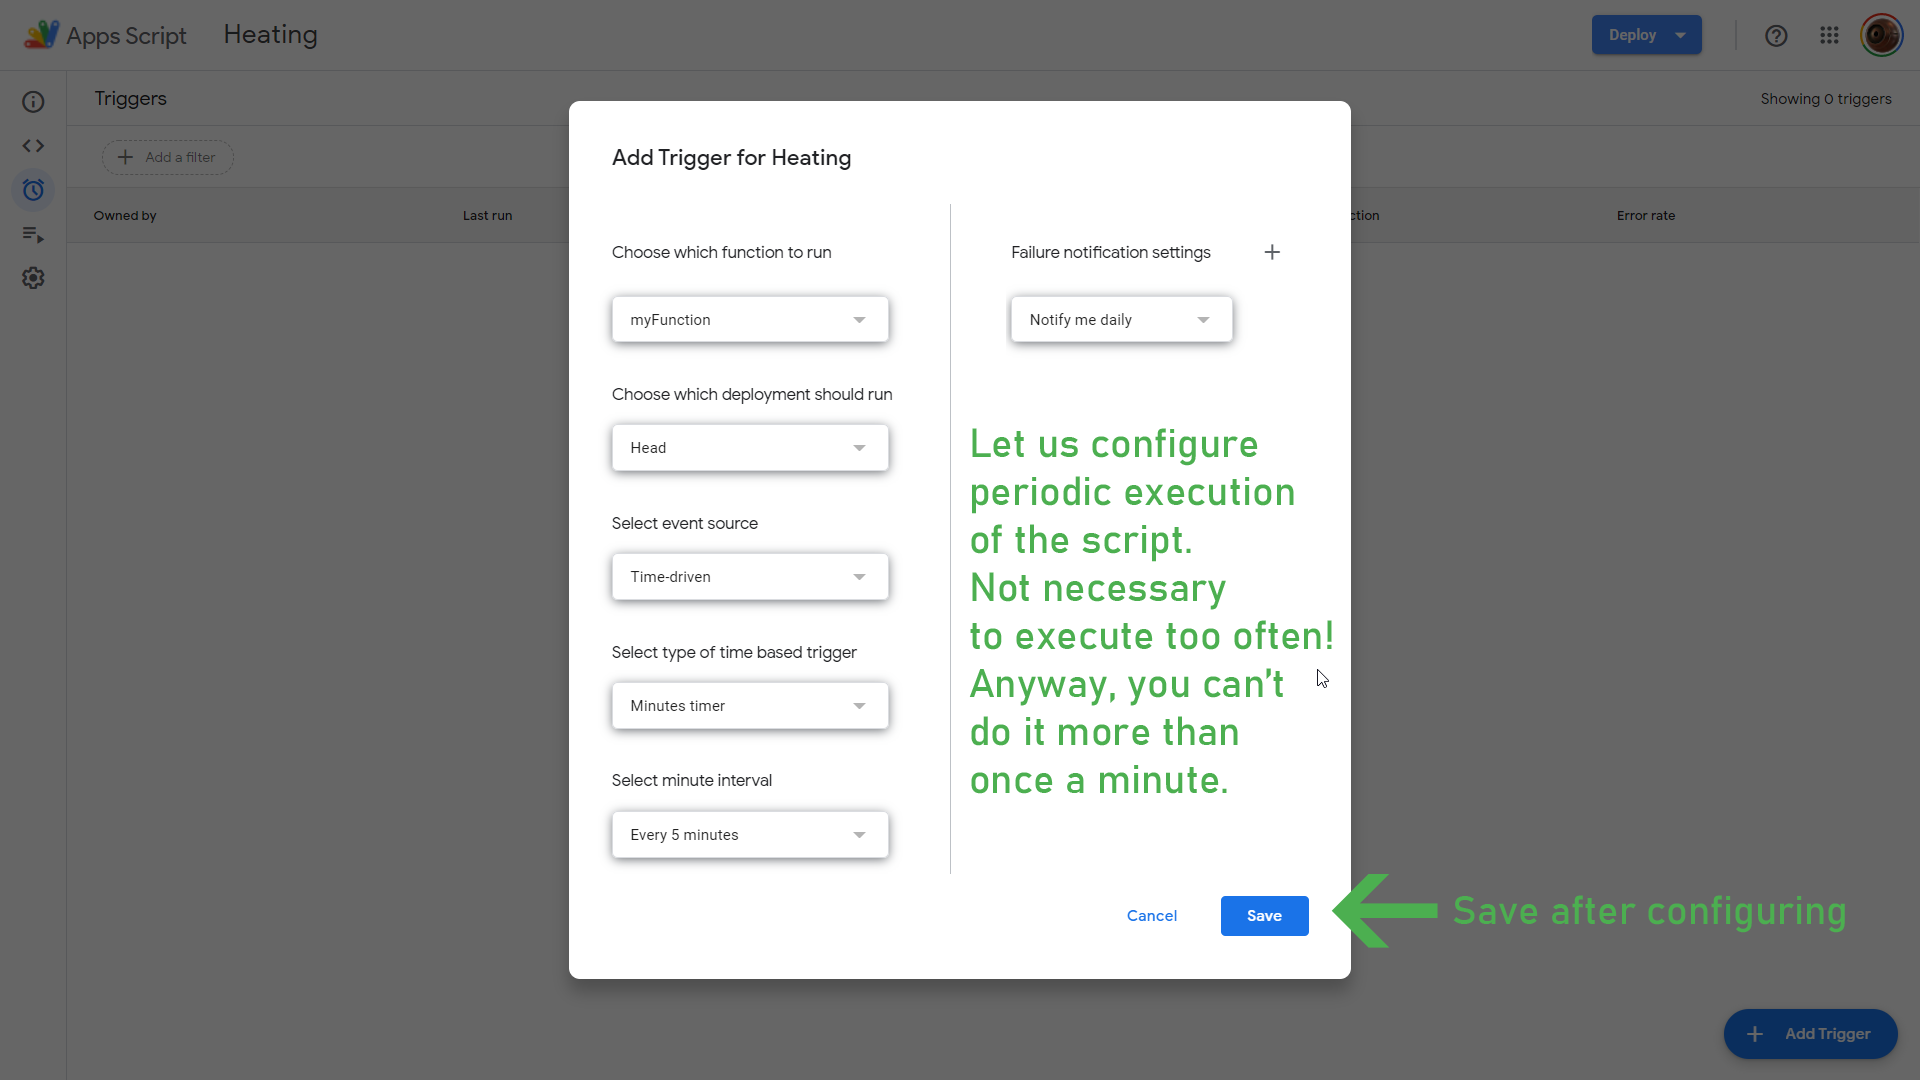 Apps Script
Heating
Deploy
Triggers
Showing 0 triggers
Add a filter
Owned by
Last run
ction
Error rate
Add Trigger for Heating
Choose which function to run
myFunction
Choose which deployment should run
Head
Select event source
Time-driven
Select type of time based trigger
Minutes timer
Select minute interval
Every 5 minutes
Failure notification settings
Notify me daily
Let us configure
periodic execution
of the script.
Not necessary
to execute too often!
Anyway, you can't
do it more than
once a minute.
Cancel
Save
Save after configuring
Add Trigger